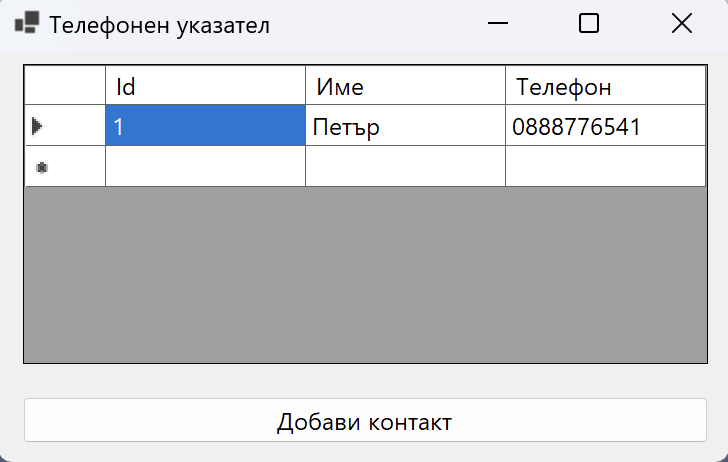 Телефонен указател
Id Име Телефон
1 Петър 0888776541
Добави контакт